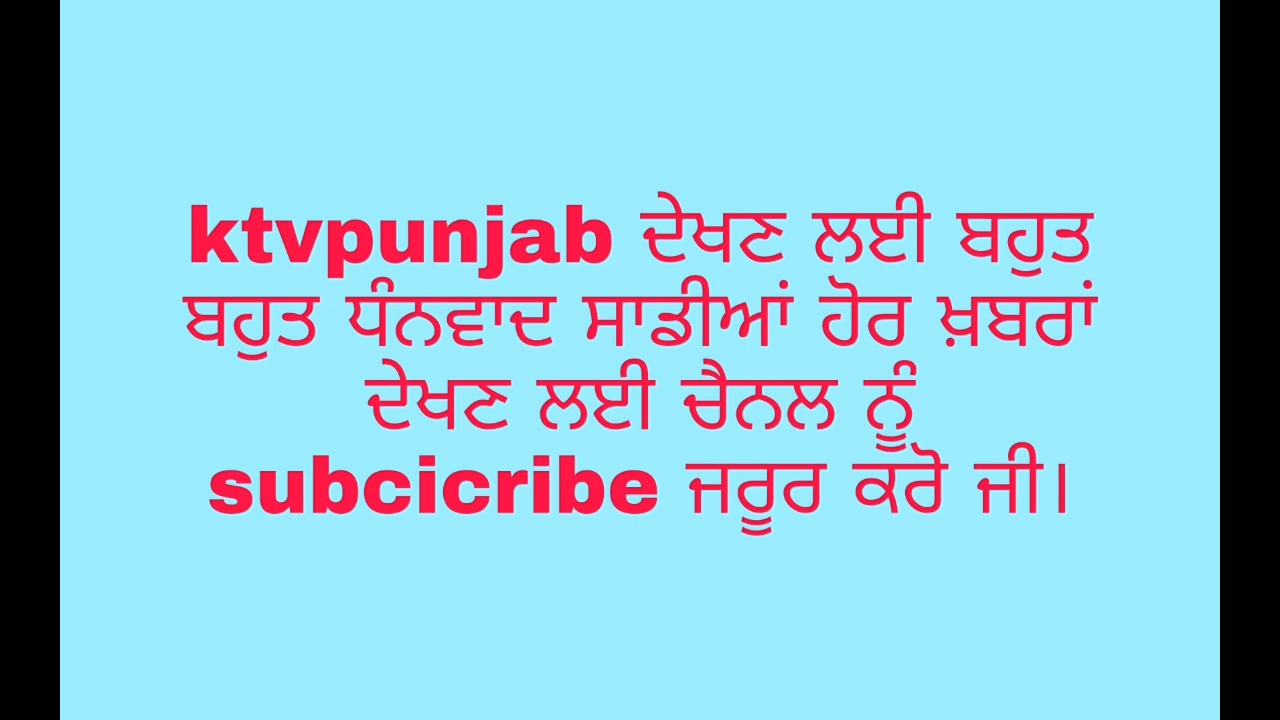 ktvpunjab ਦੇਖਣ ਲਈ ਬਹੁਤ
ਬਹੁਤ ਧੰਨਵਾਦ ਸਾਡੀਆਂ ਹੋਰ ਖ਼ਬਰਾਂ
ਦੇਖਣ ਲਈ ਚੈਨਲ ਨੂੰ
subcicribe ਜਰੂਰ ਕਰੋ ਜੀ।